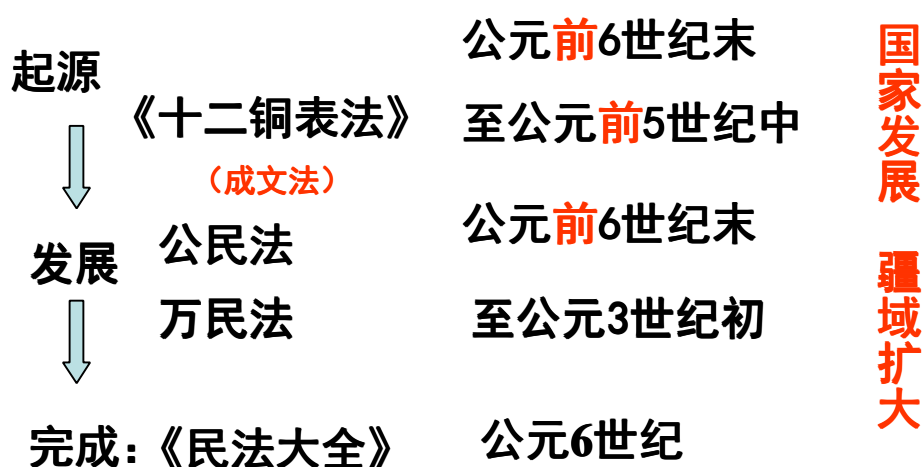 公元前6世纪末
起源
《十二铜表法》
至公元前5世纪中
（成文法）
公元前6世纪末
公民法
发展
万民法
至公元3世纪初
完成：《民法大全》
公元6世纪
国家发展 疆域扩大